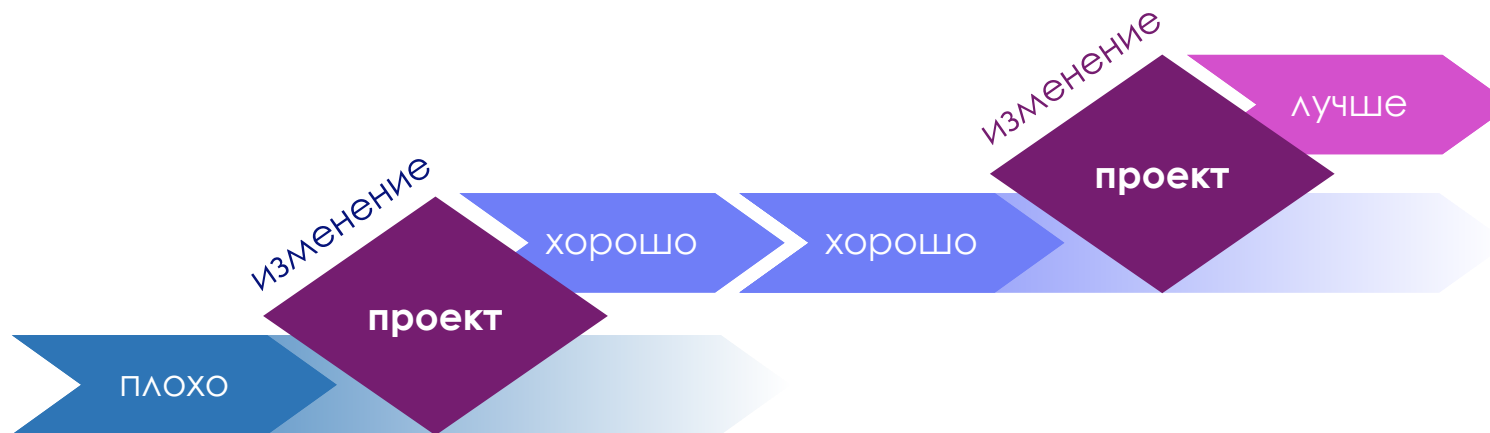 изменение
лучше
проект
изменение
хорошо
хорошо
проект
плохо